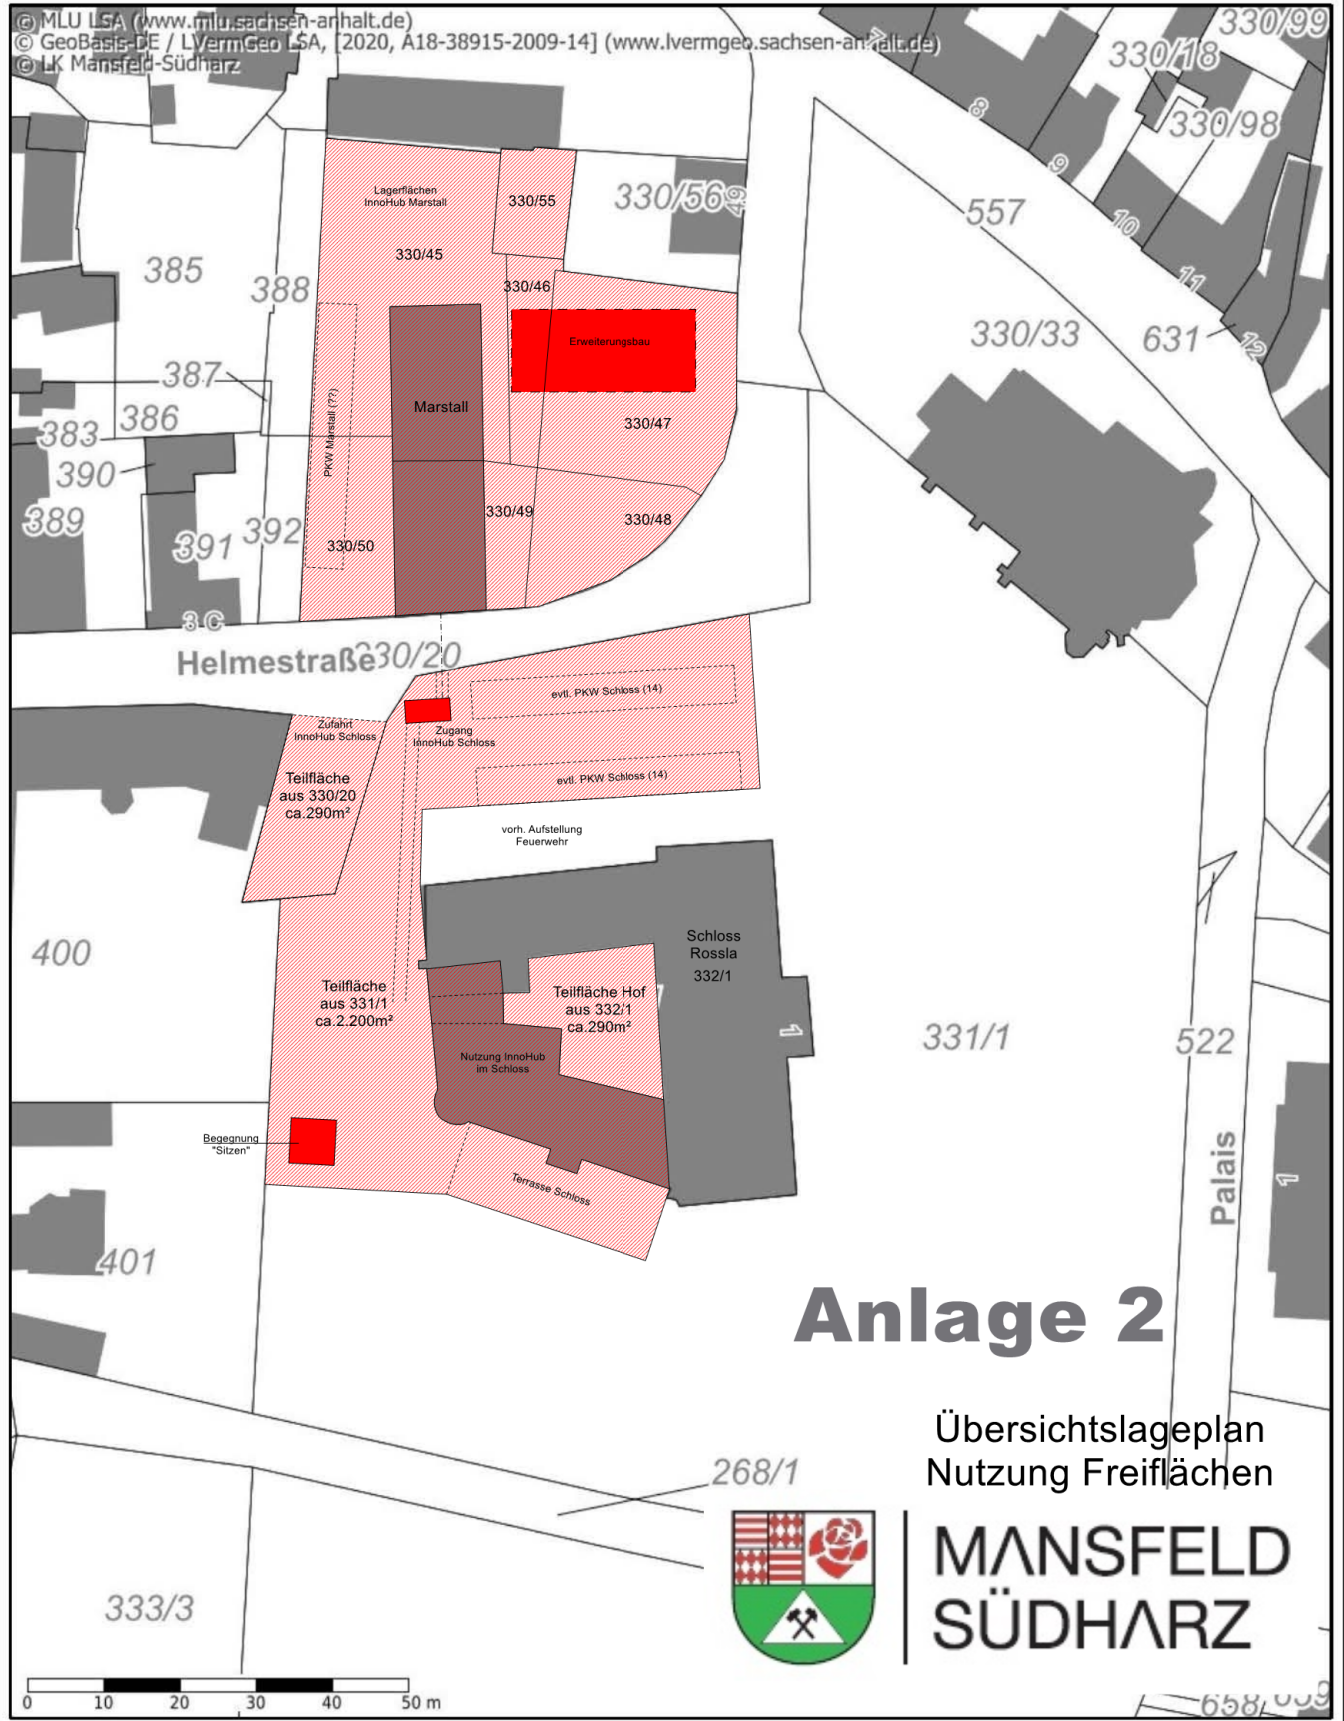 © MLU LSA (www.mlu.sachsen-anhalt.de)
© GeoBasis-DE / LVermGeo LSA, [2020, A18-38915-2009-14] (www.lvermgeo.sachsen-anhalt.de)
© LK Mansfeld-Südharz
330/99
330/18
330/98
7
8
9
10
11
12
557
330/33
631
Lagerflächen
InnoHub Marstall
330/55
330/56
49
330/45
330/46
385
388
Erweiterungsbau
387
386
383
390
389
391
392
PKW Marstall (??)
Marstall
330/47
330/49
330/48
330/50
3 C
Helmestraße
330/20
evtl. PKW Schloss (14)
Zufahrt
InnoHub Schloss
Zugang
InnoHub Schloss
evtl. PKW Schloss (14)
Teilfläche
aus 330/20
ca.290m²
vorh. Aufstellung
Feuerwehr
400
Schloss
Rossla
332/1
Teilfläche
aus 331/1
ca.2.200m²
Teilfläche Hof
aus 332/1
ca.290m²
1
331/1
522
Nutzung InnoHub
im Schloss
Begegnung
"Sitzen"
Terrasse Schloss
Palais
1
401
Anlage 2
Übersichtslageplan
Nutzung Freiflächen
268/1
MANSFELD
SÜDHARZ
333/3
0 10 20 30 40 50 m
658
659